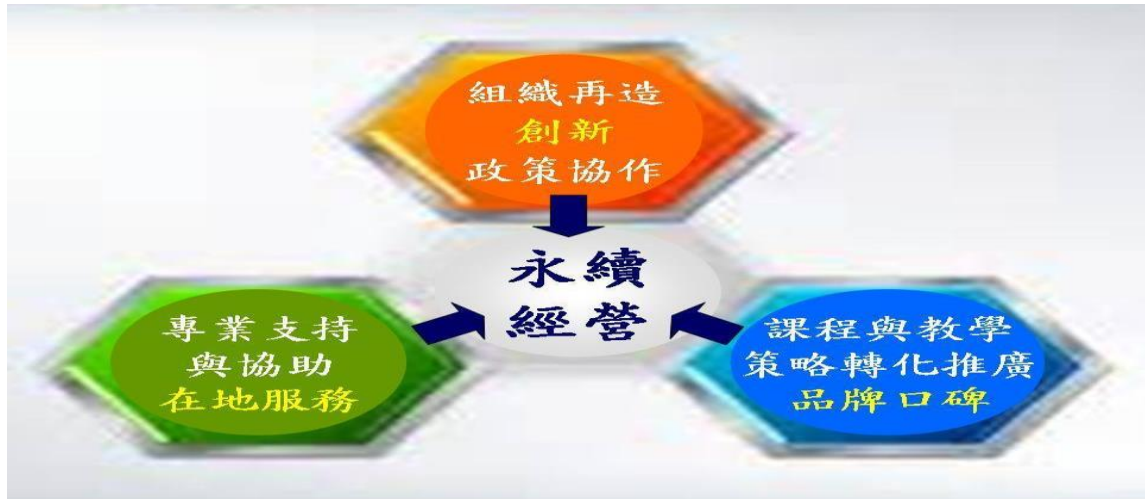 組織再造
創新
政策協作
永續
經營
專業支持
與協助
在地服務
課程與教學
策略轉化推廣
品牌口碑